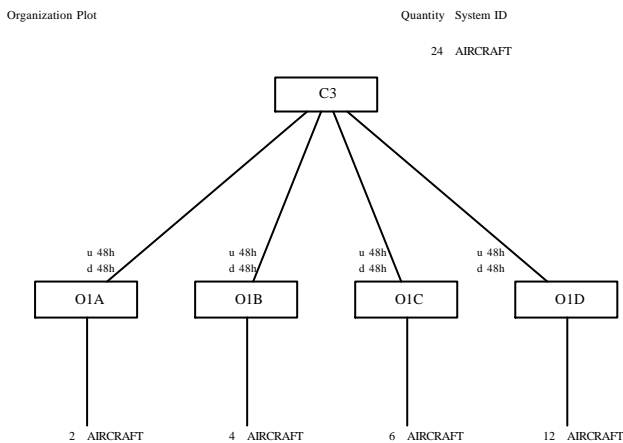 Organization Plot
Quantity System ID
24 AIRCRAFT
C3
u 48h u 48h u 48h u 48h
d 48h d 48h d 48h d 48h
O1A O1B O1C O1D
2 AIRCRAFT 4 AIRCRAFT 6 AIRCRAFT 12 AIRCRAFT